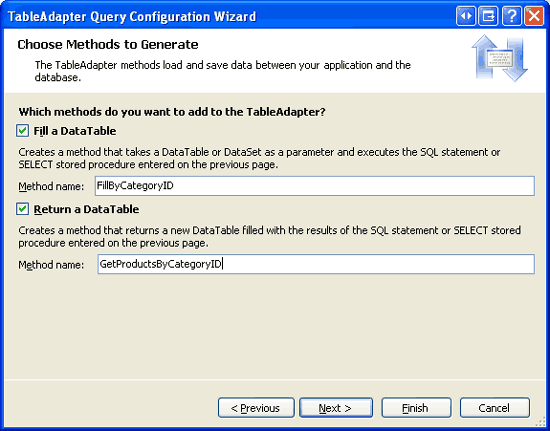 TableAdapter Query Configuration Wizard
Choose Methods to Generate
The TableAdapter methods load and save data between your application and the
database.
Which methods do you want to add to the TableAdapter?
Fill a DataTable
Creates a method that takes a DataTable or DataSet as a parameter and executes the SQL statement or
SELECT stored procedure entered on the previous page.
Method name: FillByCategoryID
Return a DataTable
Creates a method that returns a new DataTable filled with the results of the SQL statement or SELECT stored
procedure entered on the previous page.
Method name: GetProductsByCategoryID
< Previous Next > Finish Cancel